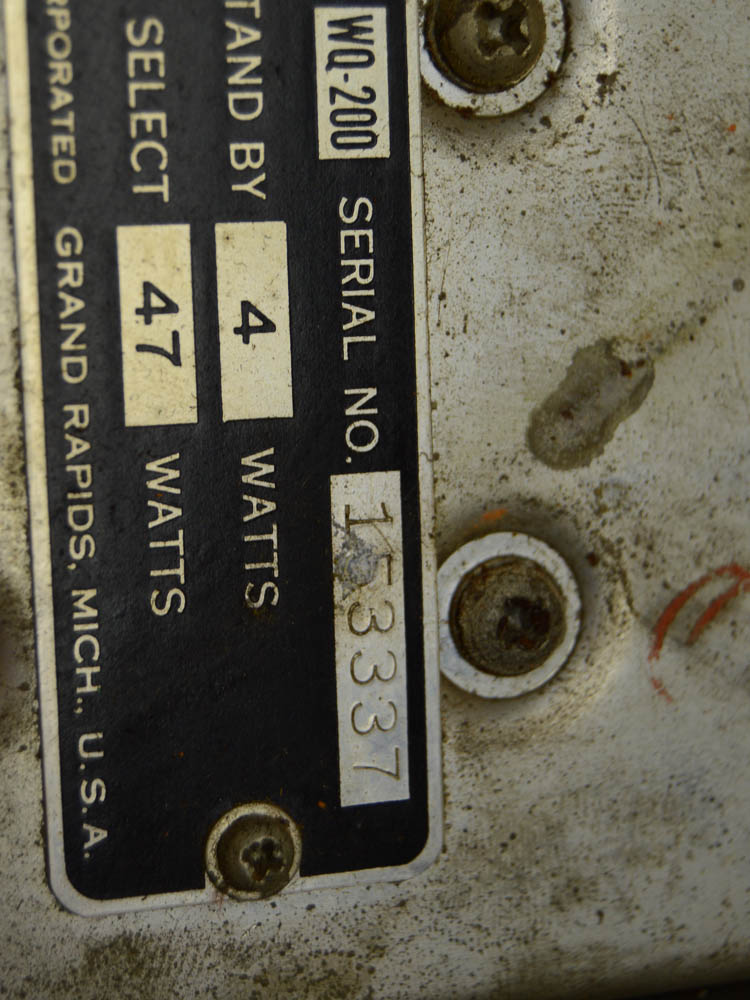 WQ-200 SERIAL NO. 153337
TAND BY 4 WATTS
SELECT 47 WATTS
RPORATED GRAND RAPIDS, MICH., U.S.A.